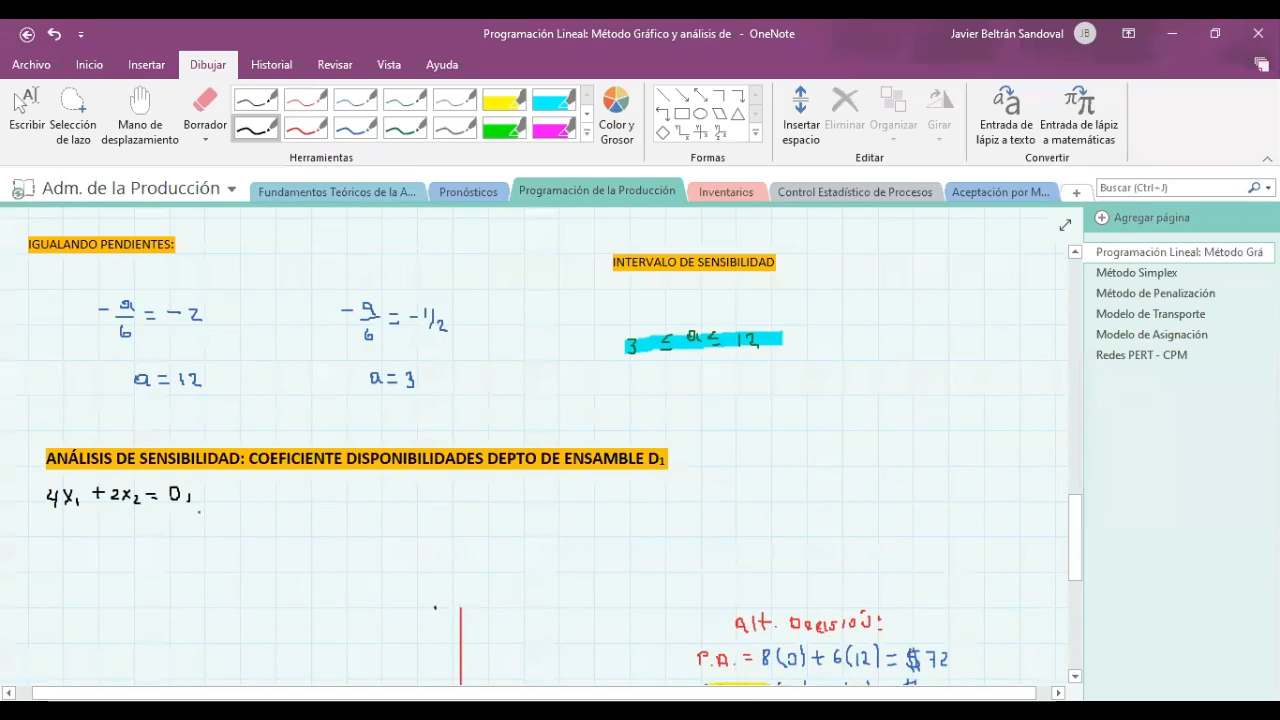 Programación Lineal: Método Gráfico y análisis de - OneNote
Javier Beltrán Sandoval JB
Archivo Inicio Insertar Dibujar Historial Revisar Vista Ayuda
Escribir
Selección de lazo
Mano de desplazamiento
Borrador
Color y Grosor
Insertar espacio
Eliminar
Organizar
Girar
Entrada de lápiz a texto
Entrada de lápiz a matemáticas
Herramientas
Formas
Editar
Convertir
Adm. de la Producción
Fundamentos Teóricos de la A...
Pronósticos
Programación de la Producción
Inventarios
Control Estadístico de Procesos
Aceptación por M...
Buscar (Ctrl+J)
Agregar página
Programación Lineal: Método Grá
Método Simplex
Método de Penalización
Modelo de Transporte
Modelo de Asignación
Redes PERT - CPM
IGUALANDO PENDIENTES:
INTERVALO DE SENSIBILIDAD
- a/6 = - 2
- a/6 = - 1/2
3 ≤ a ≤ 12
a = 12
a = 3
ANÁLISIS DE SENSIBILIDAD: COEFICIENTE DISPONIBILIDADES DEPTO DE ENSAMBLE D₁
4x₁ + 2x₂ = D₁
Alt. Decisión:
P.A. = 8(0) + 6(12) = $ 72